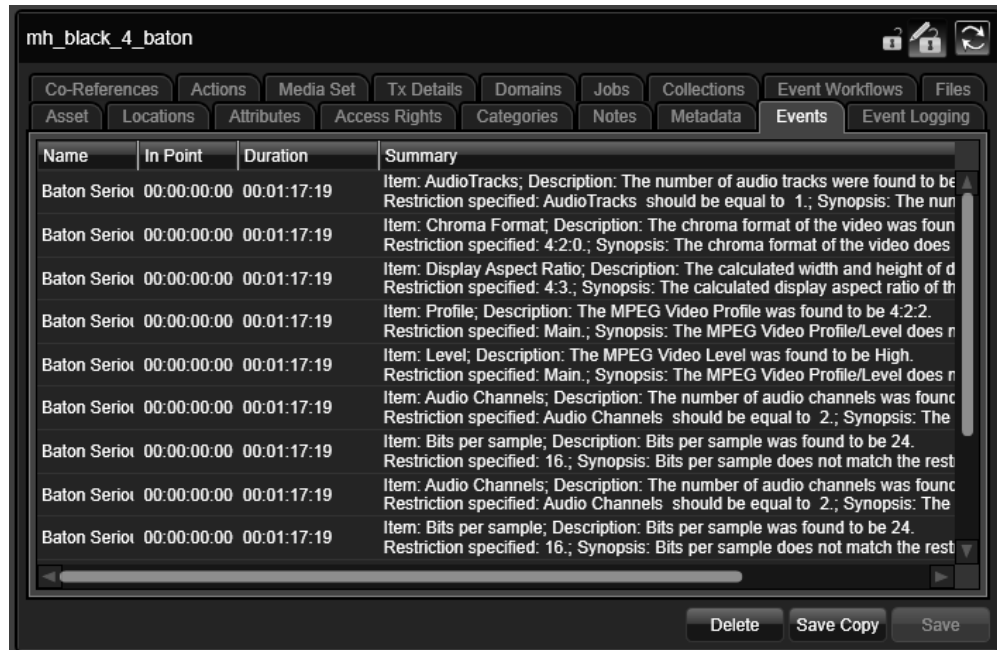 mh_black_4_baton
Co-References Actions Media Set Tx Details Domains Jobs Collections Event Workflows Files
Asset Locations Attributes Access Rights Categories Notes Metadata Events Event Logging
Name In Point Duration Summary
Baton Seriou 00:00:00:00 00:01:17:19 Item: AudioTracks; Description: The number of audio tracks were found to be
Restriction specified: AudioTracks should be equal to 1.; Synopsis: The num
Baton Seriou 00:00:00:00 00:01:17:19 Item: Chroma Format; Description: The chroma format of the video was foun
Restriction specified: 4:2:0.; Synopsis: The chroma format of the video does
Baton Seriou 00:00:00:00 00:01:17:19 Item: Display Aspect Ratio; Description: The calculated width and height of d
Restriction specified: 4:3.; Synopsis: The calculated display aspect ratio of th
Baton Seriou 00:00:00:00 00:01:17:19 Item: Profile; Description: The MPEG Video Profile was found to be 4:2:2.
Restriction specified: Main.; Synopsis: The MPEG Video Profile/Level does n
Baton Seriou 00:00:00:00 00:01:17:19 Item: Level; Description: The MPEG Video Level was found to be High.
Restriction specified: Main.; Synopsis: The MPEG Video Profile/Level does n
Baton Seriou 00:00:00:00 00:01:17:19 Item: Audio Channels; Description: The number of audio channels was found
Restriction specified: Audio Channels should be equal to 2.; Synopsis: The
Baton Seriou 00:00:00:00 00:01:17:19 Item: Bits per sample; Description: Bits per sample was found to be 24.
Restriction specified: 16.; Synopsis: Bits per sample does not match the resti
Baton Seriou 00:00:00:00 00:01:17:19 Item: Audio Channels; Description: The number of audio channels was found
Restriction specified: Audio Channels should be equal to 2.; Synopsis: The
Baton Seriou 00:00:00:00 00:01:17:19 Item: Bits per sample; Description: Bits per sample was found to be 24.
Restriction specified: 16.; Synopsis: Bits per sample does not match the resti
Delete Save Copy Save